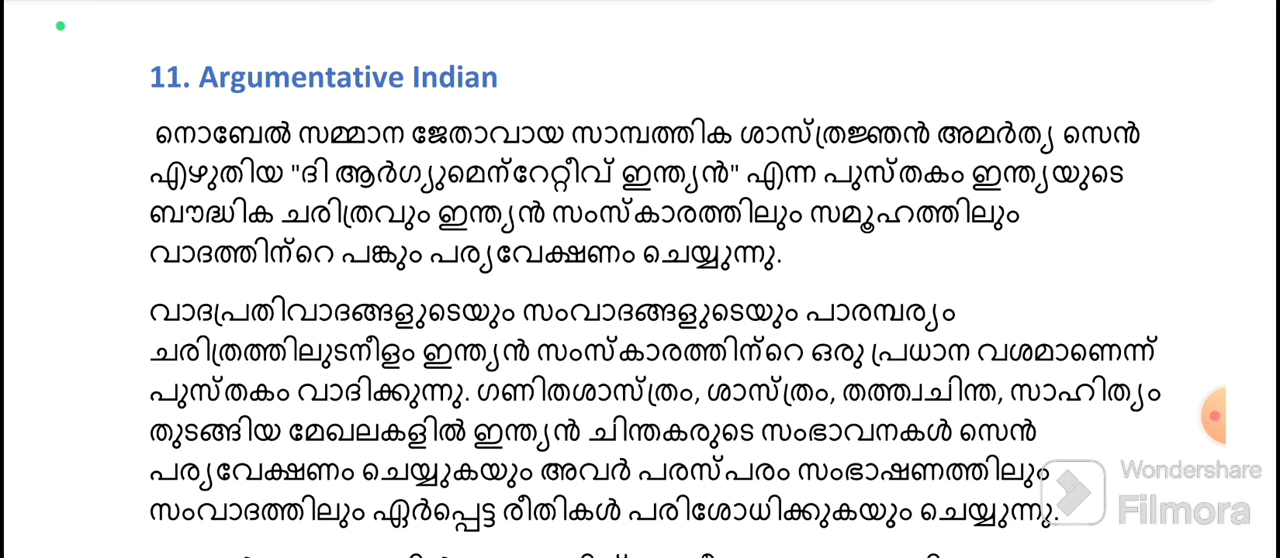 11. Argumentative Indian
നൊബേൽ സമ്മാന ജേതാവായ സാമ്പത്തിക ശാസ്ത്രജ്ഞൻ അമർത്യ സെൻ
എഴുതിയ "ദി ആർഗ്യുമെന്റേറ്റീവ് ഇന്ത്യൻ" എന്ന പുസ്തകം ഇന്ത്യയുടെ
ബൗദ്ധിക ചരിത്രവും ഇന്ത്യൻ സംസ്കാരത്തിലും സമൂഹത്തിലും
വാദത്തിന്റെ പങ്കും പര്യവേക്ഷണം ചെയ്യുന്നു.
വാദപ്രതിവാദങ്ങളുടെയും സംവാദങ്ങളുടെയും പാരമ്പര്യം
ചരിത്രത്തിലുടനീളം ഇന്ത്യൻ സംസ്കാരത്തിന്റെ ഒരു പ്രധാന വശമാണെന്ന്
പുസ്തകം വാദിക്കുന്നു. ഗണിതശാസ്ത്രം, ശാസ്ത്രം, തത്ത്വചിന്ത, സാഹിത്യം
തുടങ്ങിയ മേഖലകളിൽ ഇന്ത്യൻ ചിന്തകരുടെ സംഭാവനകൾ സെൻ
പര്യവേക്ഷണം ചെയ്യുകയും അവർ പരസ്പരം സംഭാഷണത്തിലും
സംവാദത്തിലും ഏർപ്പെട്ട രീതികൾ പരിശോധിക്കുകയും ചെയ്യുന്നു.
Wondershare
Filmora